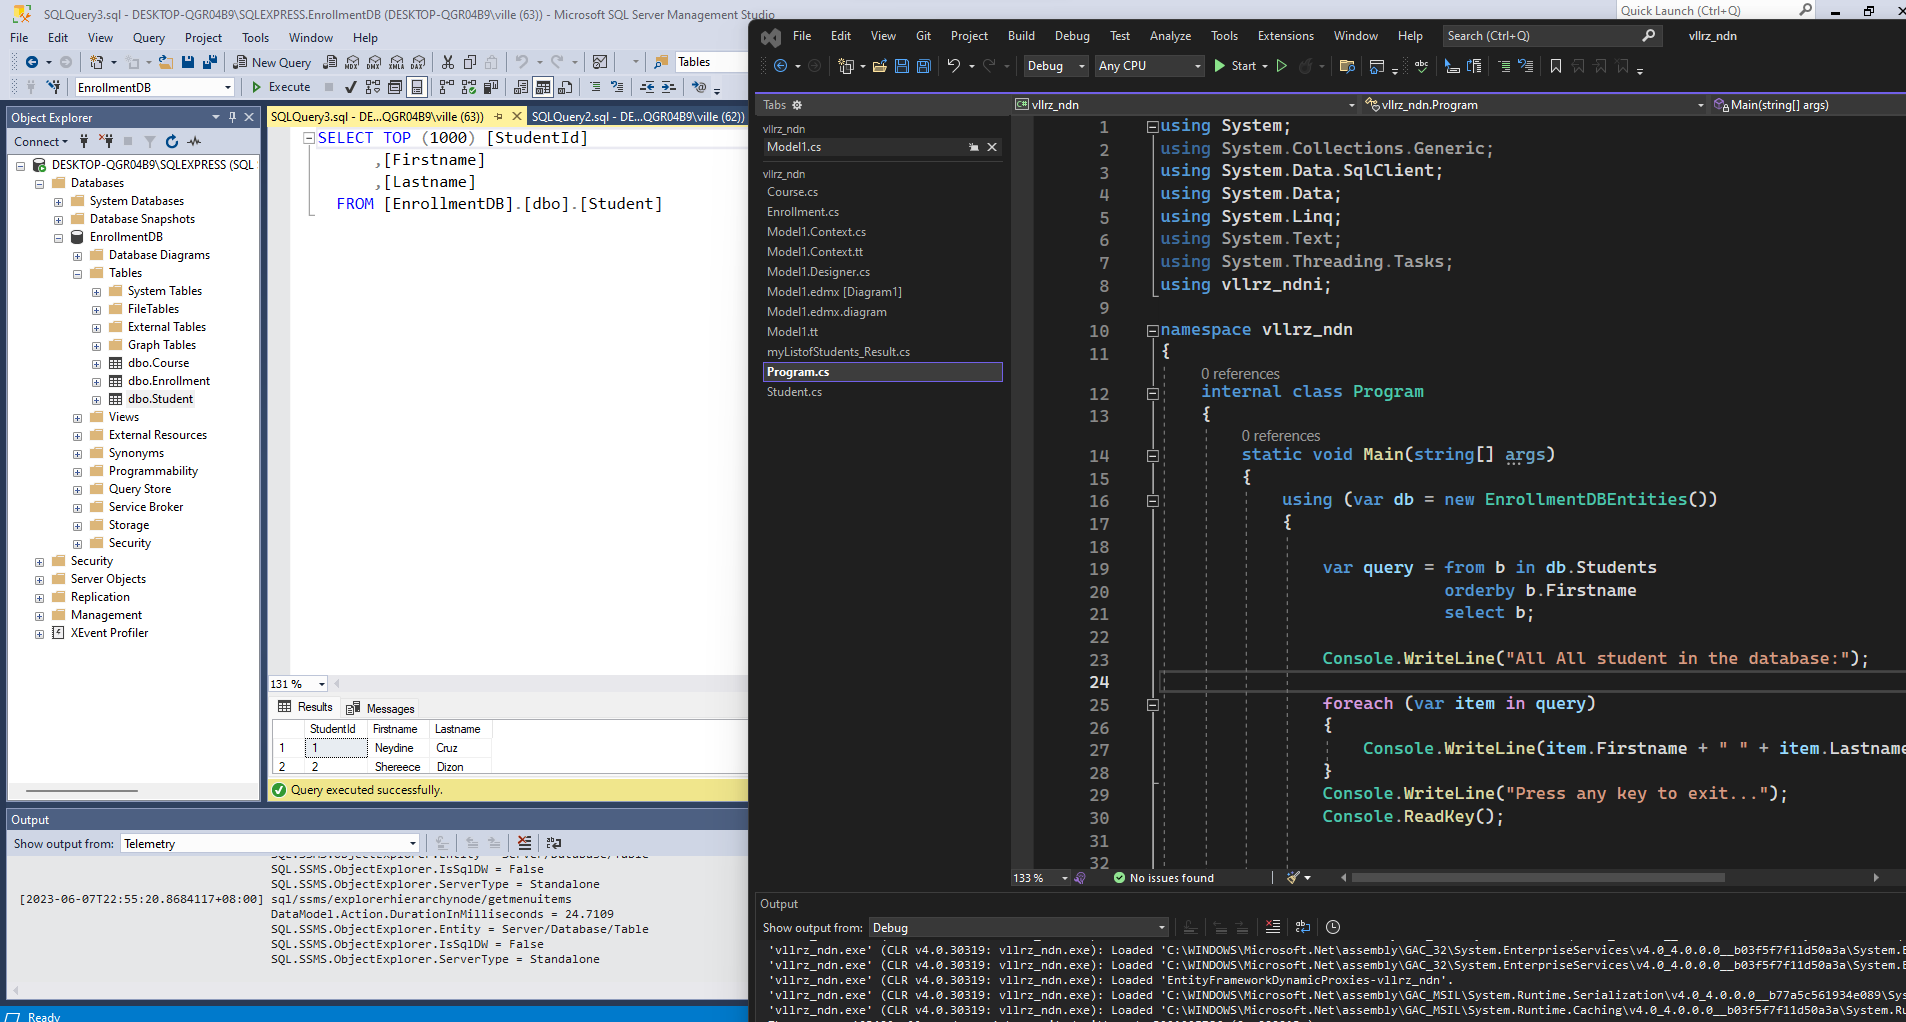 SQLQuery3.sql - DESKTOP-QGR04B9\SQLEXPRESS.EnrollmentDB (DESKTOP-QGR04B9\ville (63)) - Microsoft SQL Server Management Studio
Quick Launch (Ctrl+Q)
File Edit View Query Project Tools Window Help
New Query
Tables
EnrollmentDB
Execute
Object Explorer
Connect
DESKTOP-QGR04B9\SQLEXPRESS (SQL
Databases
System Databases
Database Snapshots
EnrollmentDB
Database Diagrams
Tables
System Tables
FileTables
External Tables
Graph Tables
dbo.Course
dbo.Enrollment
dbo.Student
Views
External Resources
Synonyms
Programmability
Query Store
Service Broker
Storage
Security
Security
Server Objects
Replication
Management
XEvent Profiler
SQLQuery3.sql - DE...QGR04B9\ville (63))
SQLQuery2.sql - DE...QGR04B9\ville (62))
SELECT TOP (1000) [StudentId]
,[Firstname]
,[Lastname]
FROM [EnrollmentDB].[dbo].[Student]
131 %
Results Messages
StudentId Firstname Lastname
1 1 Neydine Cruz
2 2 Shereece Dizon
Query executed successfully.
Output
Show output from: Telemetry
SQL.SSMS.ObjectExplorer.Entity = Server/Database/Table
SQL.SSMS.ObjectExplorer.IsSqlDW = False
SQL.SSMS.ObjectExplorer.ServerType = Standalone
[2023-06-07T22:55:20.8684117+08:00] sql/ssms/explorerhierarchynode/getmenuitems
DataModel.Action.DurationInMilliseconds = 24.7109
SQL.SSMS.ObjectExplorer.Entity = Server/Database/Table
SQL.SSMS.ObjectExplorer.IsSqlDW = False
SQL.SSMS.ObjectExplorer.ServerType = Standalone
Ready
File Edit View Git Project Build Debug Test Analyze Tools Extensions Window Help
Search (Ctrl+Q)
vllrz_ndn
Debug
Any CPU
Start
Tabs
vllrz_ndn
Model1.cs
vllrz_ndn
Course.cs
Enrollment.cs
Model1.Context.cs
Model1.Context.tt
Model1.Designer.cs
Model1.edmx [Diagram1]
Model1.edmx.diagram
Model1.tt
myListofStudents_Result.cs
Program.cs
Student.cs
C# vllrz_ndn
vllrz_ndn.Program
Main(string[] args)
1 using System;
2 using System.Collections.Generic;
3 using System.Data.SqlClient;
4 using System.Data;
5 using System.Linq;
6 using System.Text;
7 using System.Threading.Tasks;
8 using vllrz_ndni;
9
10 namespace vllrz_ndn
11 {
0 references
12 internal class Program
13 {
0 references
14 static void Main(string[] args)
15 {
16 using (var db = new EnrollmentDBEntities())
17 {
18
19 var query = from b in db.Students
20 orderby b.Firstname
21 select b;
22
23 Console.WriteLine("All All student in the database:");
24
25 foreach (var item in query)
26 {
27 Console.WriteLine(item.Firstname + " " + item.Lastname
28 }
29 Console.WriteLine("Press any key to exit...");
30 Console.ReadKey();
31
32
133 %
No issues found
Output
Show output from: Debug
'vllrz_ndn.exe' (CLR v4.0.30319: vllrz_ndn.exe): Loaded 'C:\WINDOWS\Microsoft.Net\assembly\GAC_32\System.EnterpriseServices\v4.0_4.0.0.0__b03f5f7f11d50a3a\System.E
'vllrz_ndn.exe' (CLR v4.0.30319: vllrz_ndn.exe): Loaded 'C:\WINDOWS\Microsoft.Net\assembly\GAC_32\System.EnterpriseServices\v4.0_4.0.0.0__b03f5f7f11d50a3a\System.E
'vllrz_ndn.exe' (CLR v4.0.30319: vllrz_ndn.exe): Loaded 'EntityFrameworkDynamicProxies-vllrz_ndn'.
'vllrz_ndn.exe' (CLR v4.0.30319: vllrz_ndn.exe): Loaded 'C:\WINDOWS\Microsoft.Net\assembly\GAC_MSIL\System.Runtime.Serialization\v4.0_4.0.0.0__b77a5c561934e089\Sys
'vllrz_ndn.exe' (CLR v4.0.30319: vllrz_ndn.exe): Loaded 'C:\WINDOWS\Microsoft.Net\assembly\GAC_MSIL\System.Runtime.Caching\v4.0_4.0.0.0__b03f5f7f11d50a3a\System.Ru